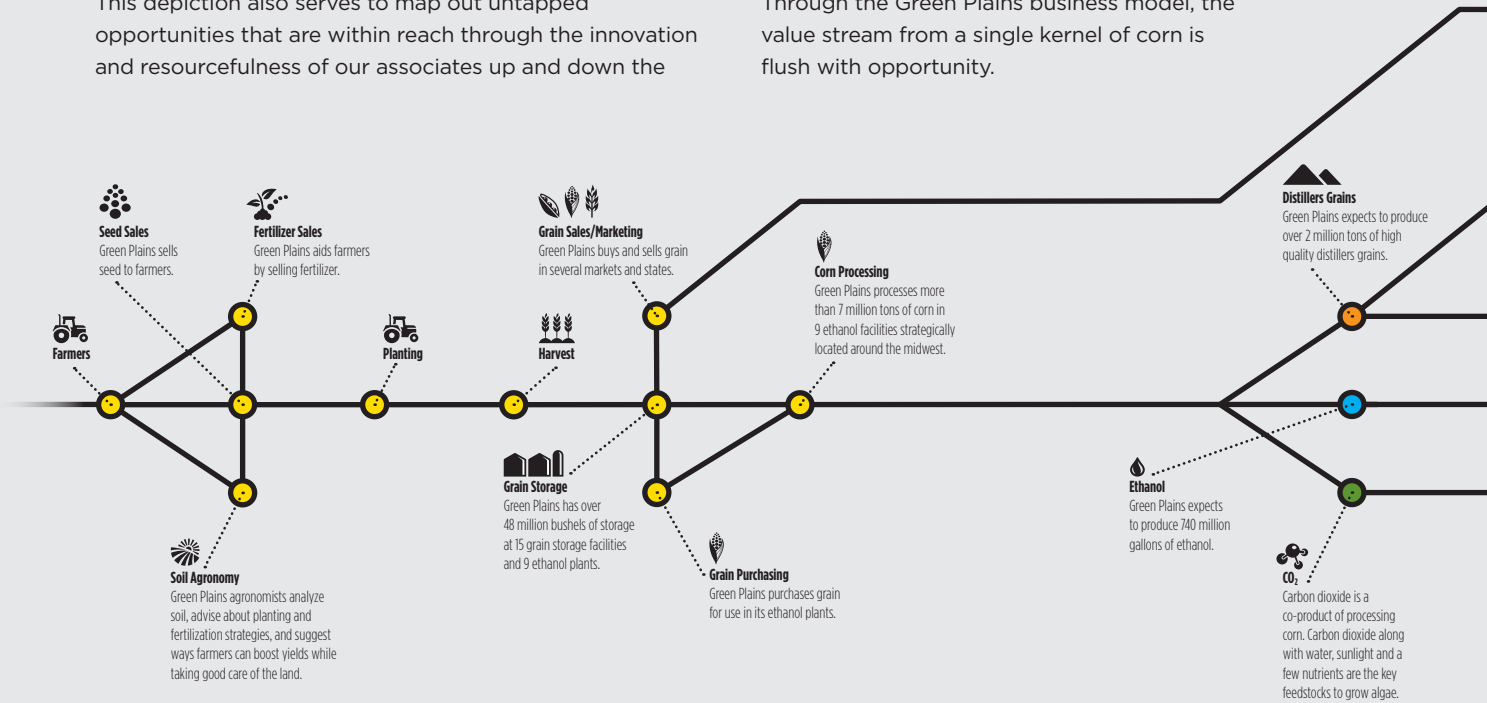 This depiction also serves to map out untapped
opportunities that are within reach through the innovation
and resourcefulness of our associates up and down the
Through the Green Plains business model, the
value stream from a single kernel of corn is
flush with opportunity.
Farmers
Seed Sales
Green Plains sells
seed to farmers.
Fertilizer Sales
Green Plains aids farmers
by selling fertilizer.
Soil Agronomy
Green Plains agronomists analyze
soil, advise about planting and
fertilization strategies, and suggest
ways farmers can boost yields while
taking good care of the land.
Planting
Harvest
Grain Sales/Marketing
Green Plains buys and sells grain
in several markets and states.
Grain Storage
Green Plains has over
48 million bushels of storage
at 15 grain storage facilities
and 9 ethanol plants.
Grain Purchasing
Green Plains purchases grain
for use in its ethanol plants.
Corn Processing
Green Plains processes more
than 7 million tons of corn in
9 ethanol facilities strategically
located around the midwest.
Distillers Grains
Green Plains expects to produce
over 2 million tons of high
quality distillers grains.
Ethanol
Green Plains expects
to produce 740 million
gallons of ethanol.
CO₂
Carbon dioxide is a
co-product of processing
corn. Carbon dioxide along
with water, sunlight and a
few nutrients are the key
feedstocks to grow algae.